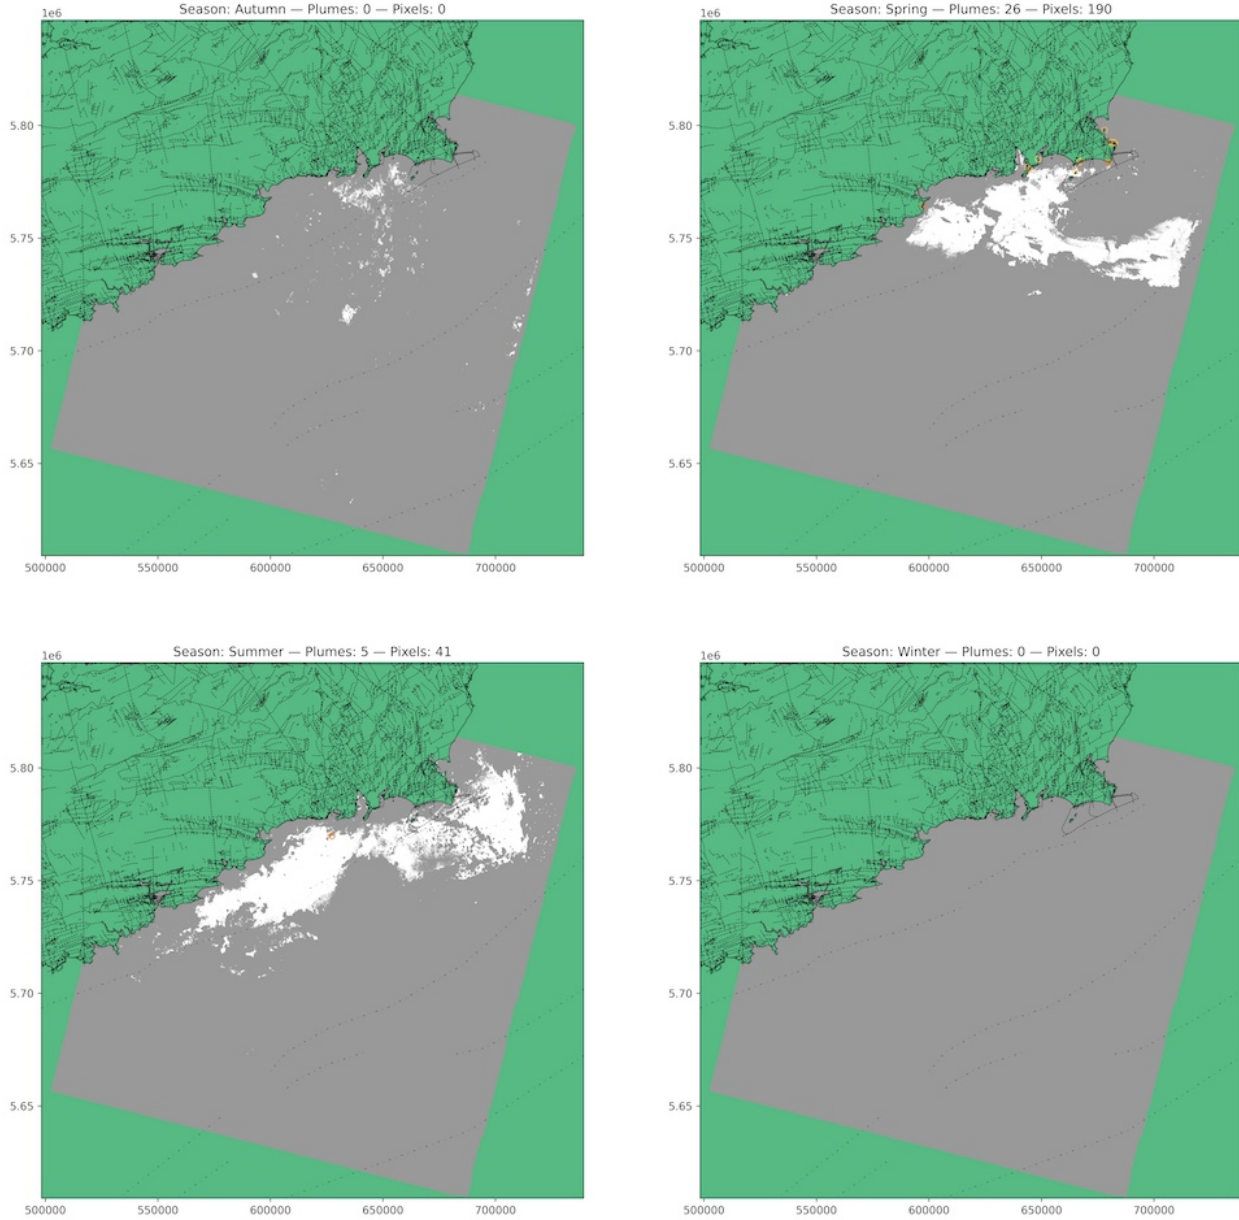 Season: Autumn — Plumes: 0 — Pixels: 0
1e6
5.80
5.75
5.70
5.65
500000 550000 600000 650000 700000
Season: Spring — Plumes: 26 — Pixels: 190
1e6
5.80
5.75
5.70
5.65
500000 550000 600000 650000 700000
Season: Summer — Plumes: 5 — Pixels: 41
1e6
5.80
5.75
5.70
5.65
500000 550000 600000 650000 700000
Season: Winter — Plumes: 0 — Pixels: 0
1e6
5.80
5.75
5.70
5.65
500000 550000 600000 650000 700000